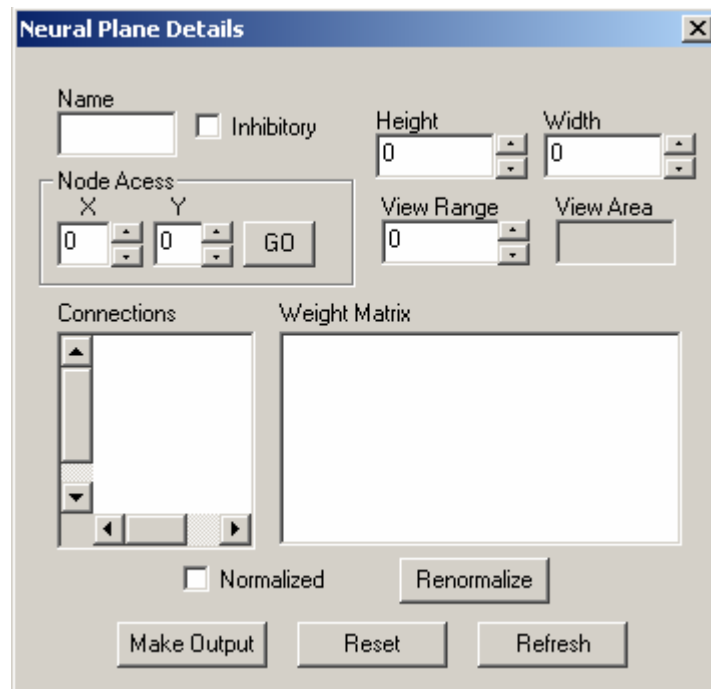 Neural Plane Details
Name
Inhibitory
Height
Width
0
0
Node Acess
X
Y
0
0
GO
View Range
View Area
0
Connections
Weight Matrix
Normalized
Renormalize
Make Output
Reset
Refresh